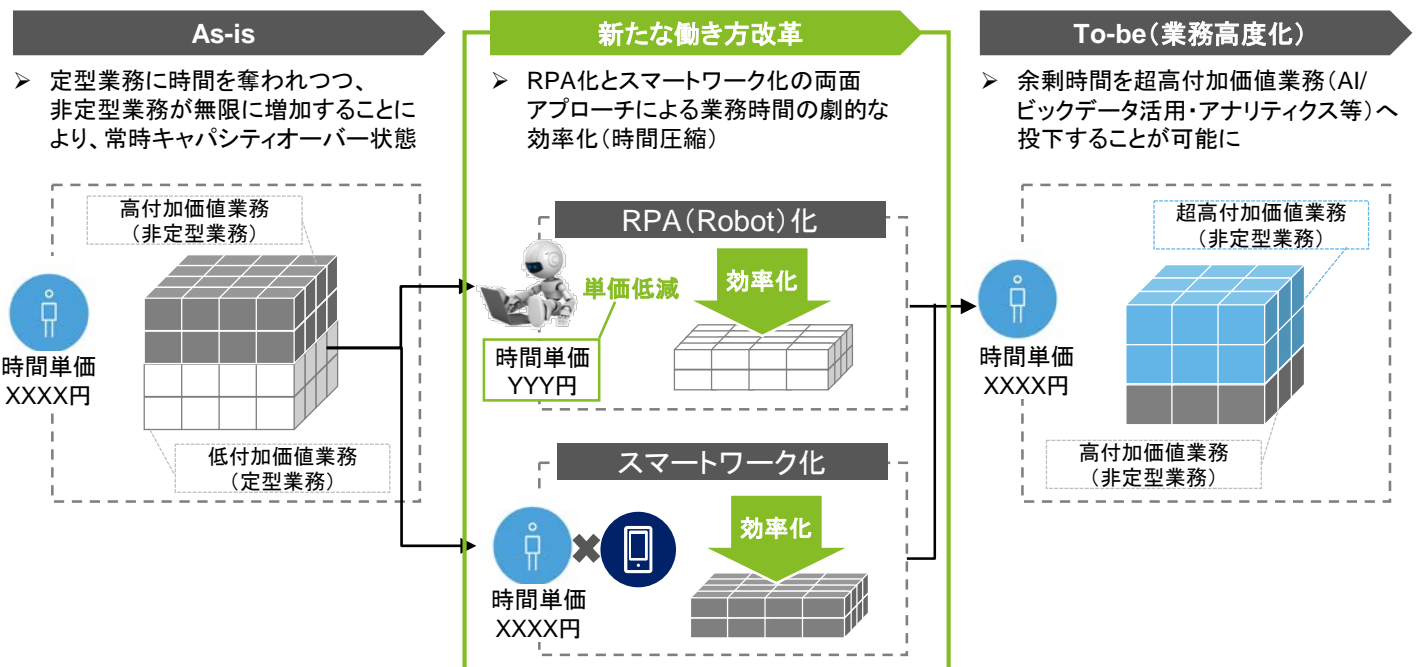 As-is
➢ 定型業務に時間を奪われつつ、
非定型業務が無限に増加することに
より、常時キャパシティオーバー状態
高付加価値業務
(非定型業務)
時間単価
XXXX円
低付加価値業務
(定型業務)
新たな働き方改革
➢ RPA化とスマートワーク化の両面
アプローチによる業務時間の劇的な
効率化(時間圧縮)
RPA(Robot)化
単価低減
効率化
時間単価
YYY円
スマートワーク化
効率化
時間単価
XXXX円
To-be(業務高度化)
➢ 余剰時間を超高付加価値業務(AI/
ビックデータ活用・アナリティクス等)へ
投下することが可能に
超高付加価値業務
(非定型業務)
時間単価
XXXX円
高付加価値業務
(非定型業務)